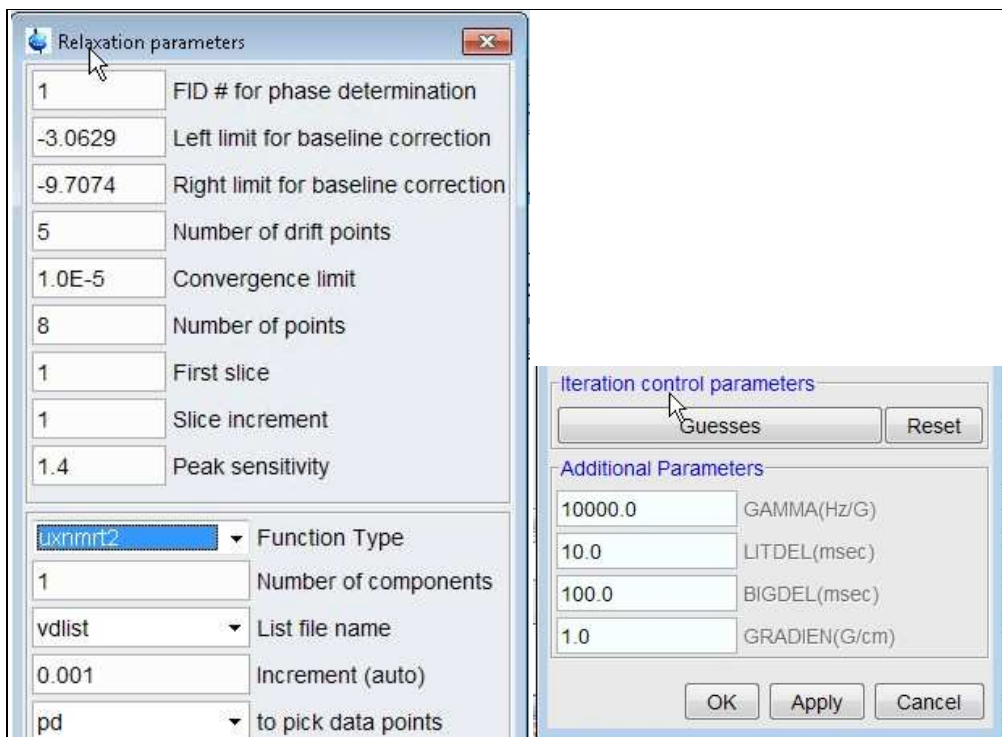 Relaxation parameters
1 FID # for phase determination
-3.0629 Left limit for baseline correction
-9.7074 Right limit for baseline correction
5 Number of drift points
1.0E-5 Convergence limit
8 Number of points
1 First slice
1 Slice increment
1.4 Peak sensitivity
uxnmrt2 Function Type
1 Number of components
vdlist List file name
0.001 Increment (auto)
pd to pick data points
Iteration control parameters
Guesses Reset
Additional Parameters
10000.0 GAMMA(Hz/G)
10.0 LITDEL(msec)
100.0 BIGDEL(msec)
1.0 GRADIEN(G/cm)
OK Apply Cancel